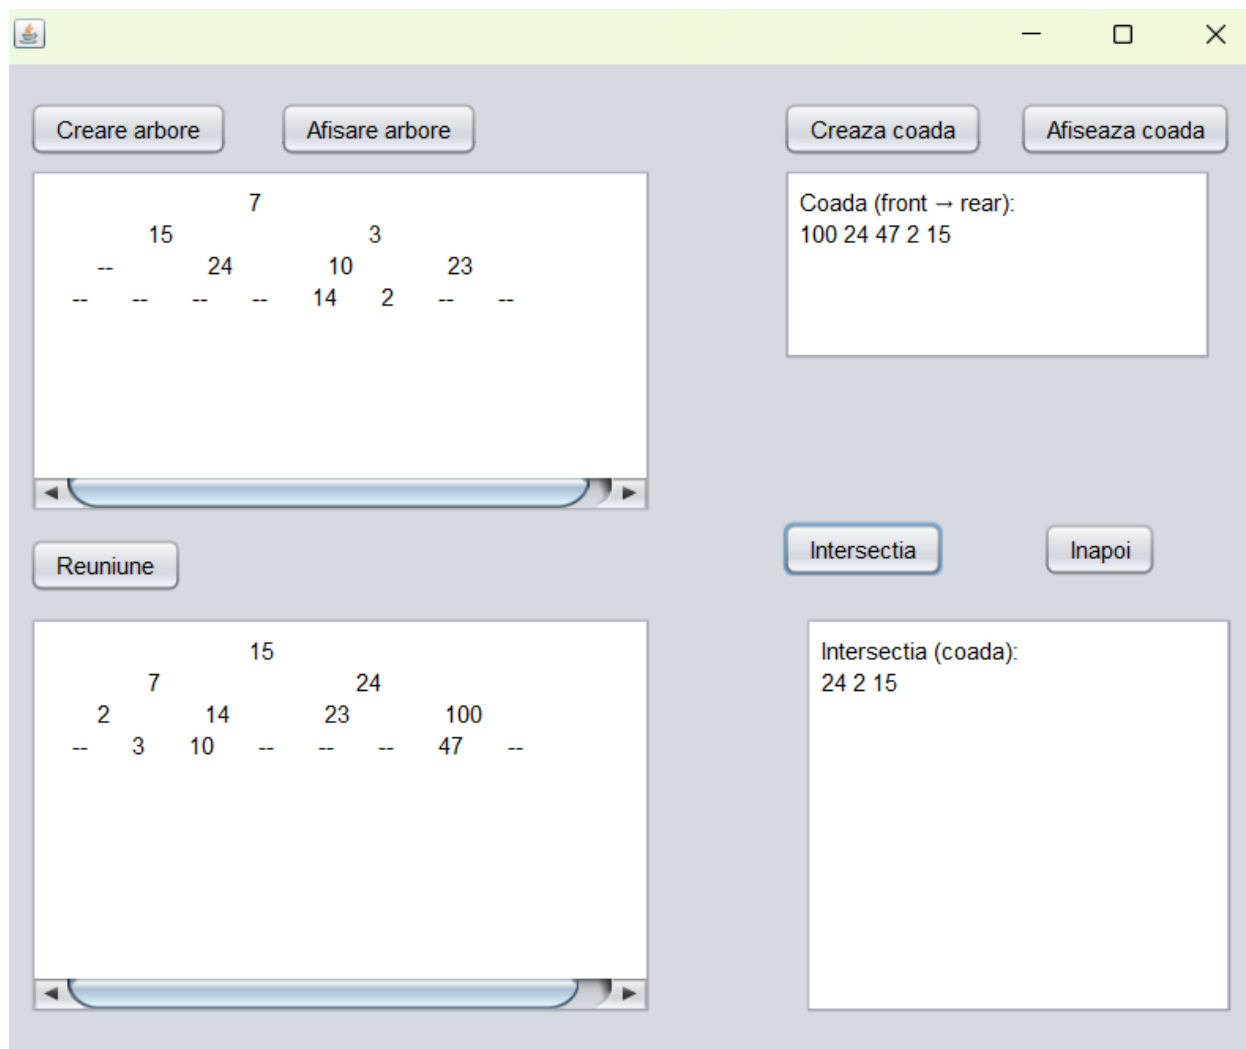 Creare arbore Afisare arbore
7
15 3
-- 24 10 23
-- -- -- -- 14 2 -- --
Creaza coada Afiseaza coada
Coada (front → rear):
100 24 47 2 15
Reuniune
15
7 24
2 14 23 100
-- 3 10 -- -- -- 47 --
Intersectia Inapoi
Intersectia (coada):
24 2 15